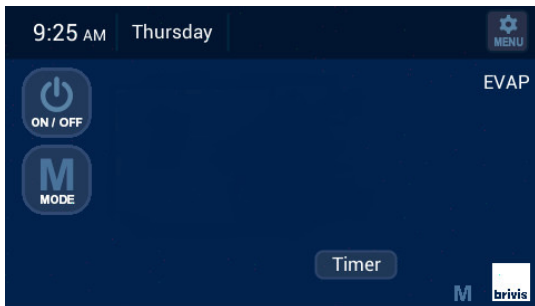 9:25 AM Thursday
MENU
EVAP
ON / OFF
M
MODE
Timer
M
brivis